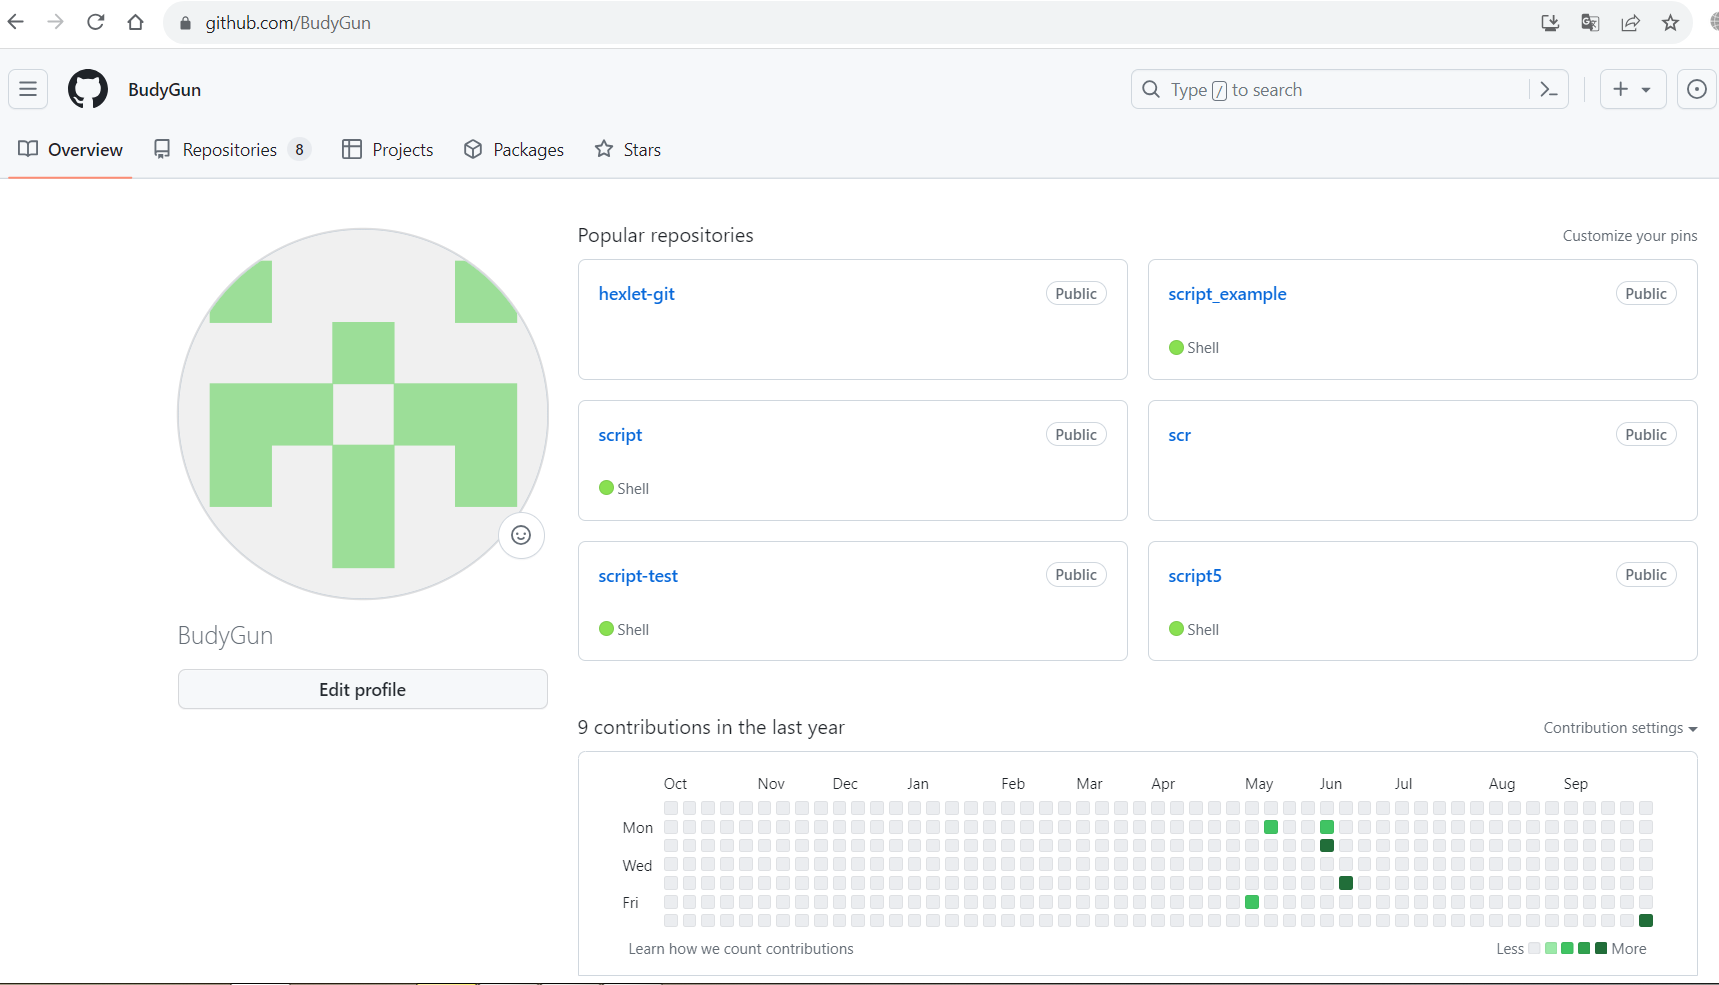 github.com/BudyGun
BudyGun
Type / to search
Overview Repositories 8 Projects Packages Stars
Popular repositories
Customize your pins
hexlet-git Public
script_example Public
Shell
script Public
Shell
scr Public
script-test Public
Shell
script5 Public
Shell
BudyGun
Edit profile
9 contributions in the last year
Contribution settings
Oct Nov Dec Jan Feb Mar Apr May Jun Jul Aug Sep
Mon
Wed
Fri
Learn how we count contributions
Less More